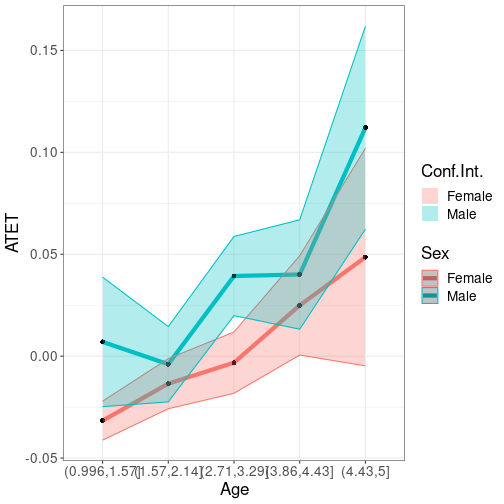 0.15
0.10
0.05
0.00
-0.05
ATET
(0.996,1.57]
(1.57,2.14]
(2.71,3.29]
(3.86,4.43]
(4.43,5]
Age
Conf.Int.
Female
Male
Sex
Female
Male